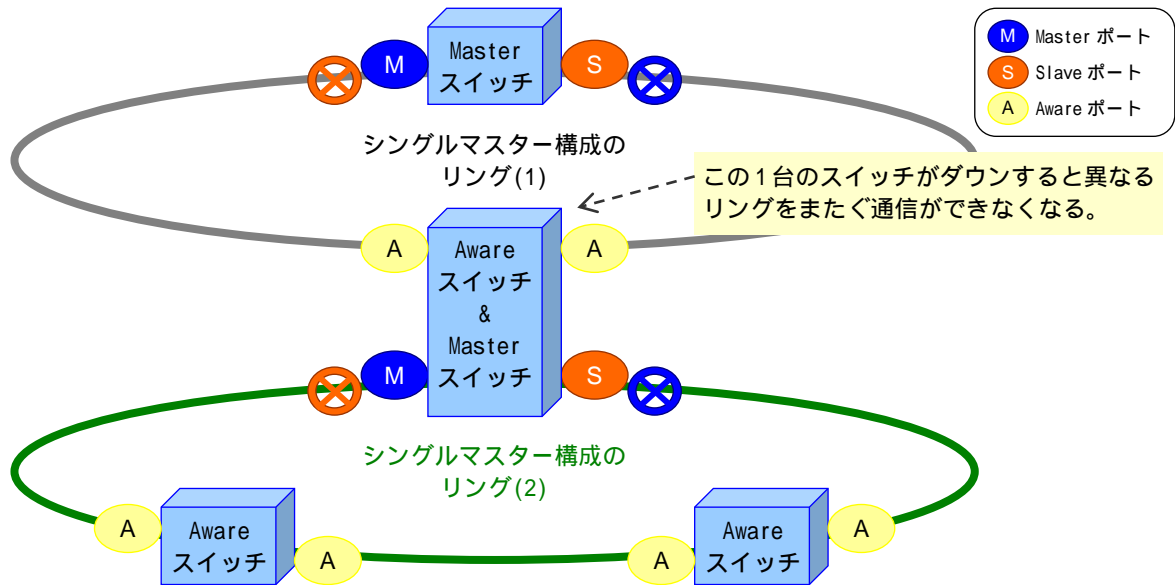 M
Master
スイッチ
S
M Master ポート
S Slave ポート
A Aware ポート
シングルマスター構成の
リング(1)
この1台のスイッチがダウンすると異なる
リングをまたぐ通信ができなくなる。
A
Aware
スイッチ
&
Master
スイッチ
A
M
S
シングルマスター構成の
リング(2)
A
Aware
スイッチ
A
A
Aware
スイッチ
A